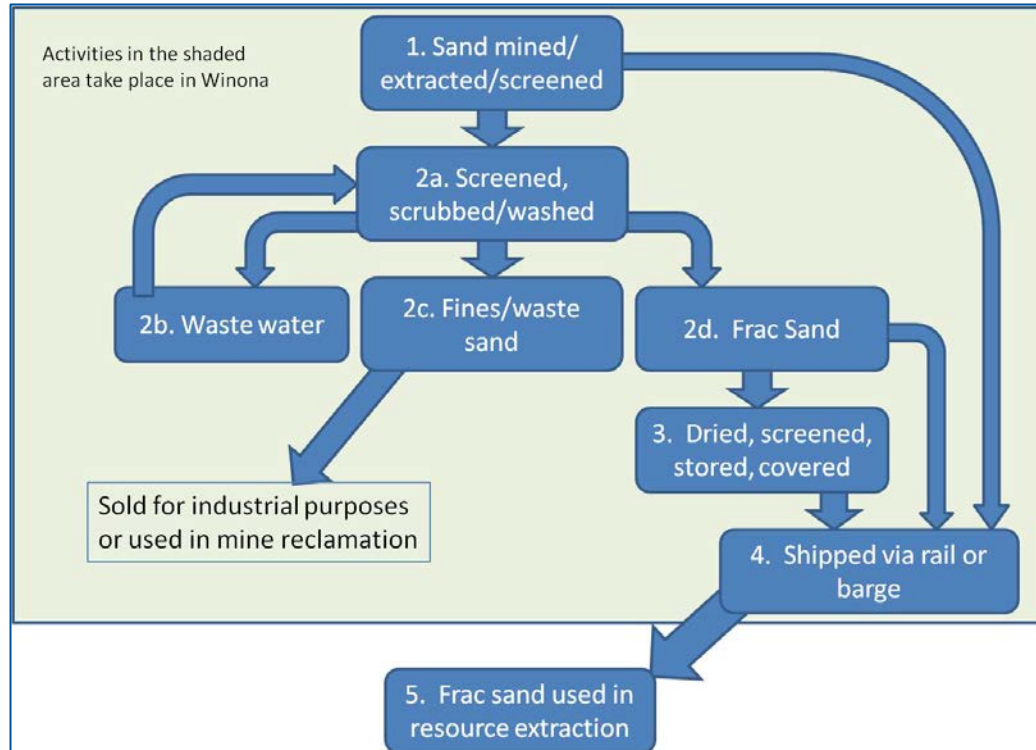 Activities in the shaded
area take place in Winona
1. Sand mined/
extracted/screened
2a. Screened,
scrubbed/washed
2b. Waste water
2c. Fines/waste
sand
2d. Frac Sand
3. Dried, screened,
stored, covered
Sold for industrial purposes
or used in mine reclamation
4. Shipped via rail or
barge
5. Frac sand used in
resource extraction